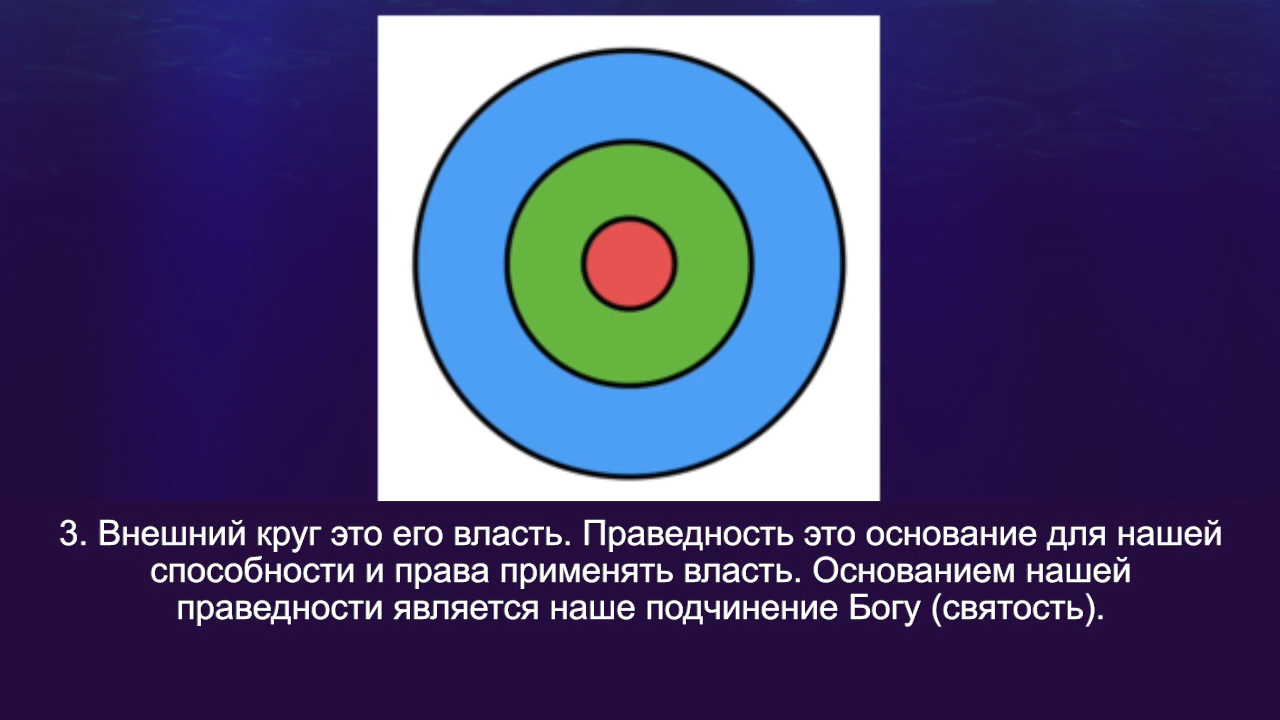 3. Внешний круг это его власть. Праведность это основание для нашей
способности и права применять власть. Основанием нашей
праведности является наше подчинение Богу (святость).